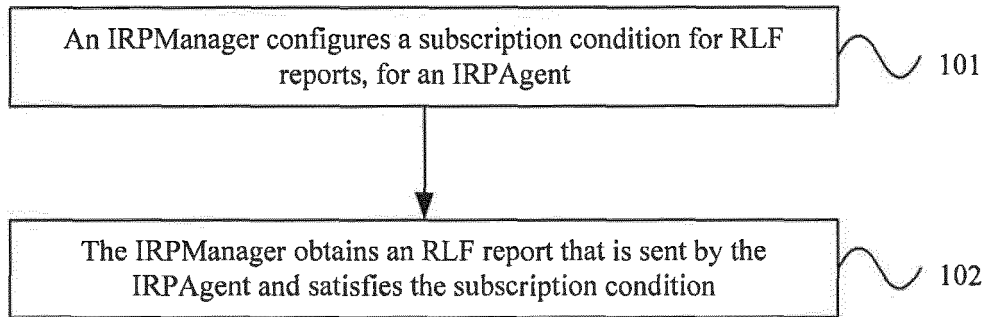 An IRPManager configures a subscription condition for RLF
reports, for an IRPAgent
101
The IRPManager obtains an RLF report that is sent by the
IRPAgent and satisfies the subscription condition
102